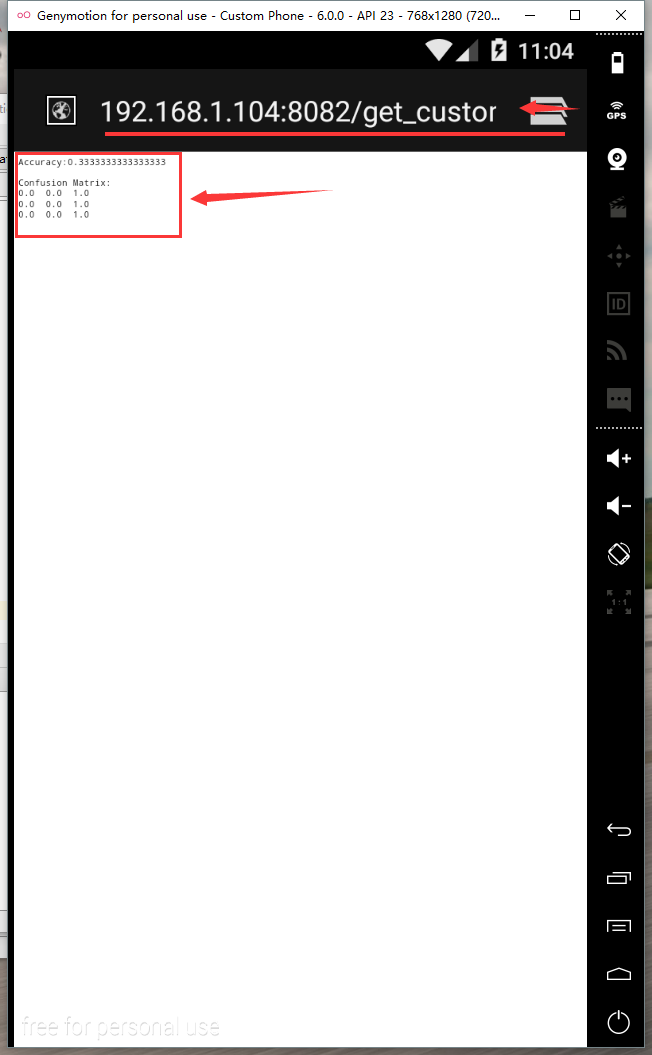 Genymotion for personal use - Custom Phone - 6.0.0 - API 23 - 768x1280 (720...
11:04
192.168.1.104:8082/get_custor
GPS
Accuracy:0.3333333333333333
Confusion Matrix:
0.0 0.0 1.0
0.0 0.0 1.0
0.0 0.0 1.0
ID
1:1
free for personal use